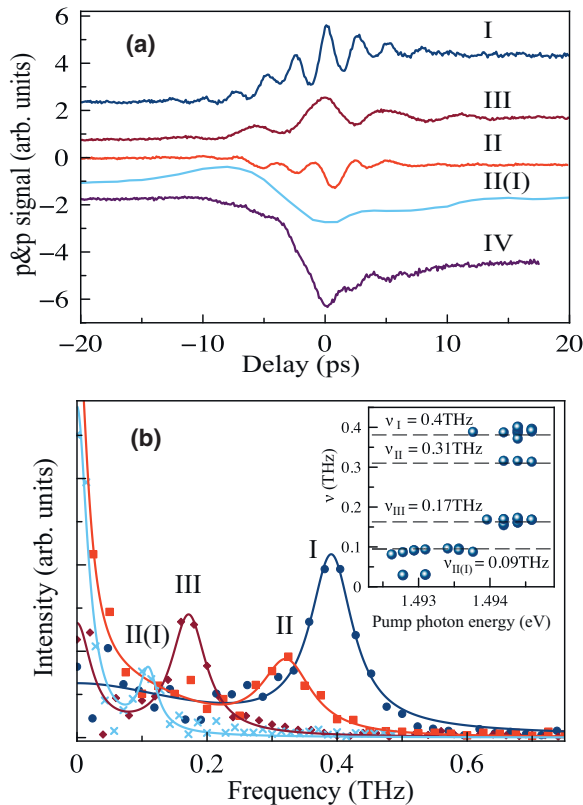 (a)
p&p signal (arb. units)
6
4
2
0
−2
−4
−6
I
III
II
II(I)
IV
−20
−10
0
10
20
Delay (ps)
(b)
Intensity (arb. units)
I
III
II(I)
II
0
0.2
0.4
0.6
Frequency (THz)
ν (THz)
0.4
0.3
0.2
0.1
0
ν I = 0.4THz
ν II = 0.31THz
ν III = 0.17THz
ν II(I) = 0.09THz
1.493
1.494
Pump photon energy (eV)